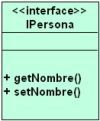 <<interface>>
IPersona
+ getNombre()
+ setNombre()